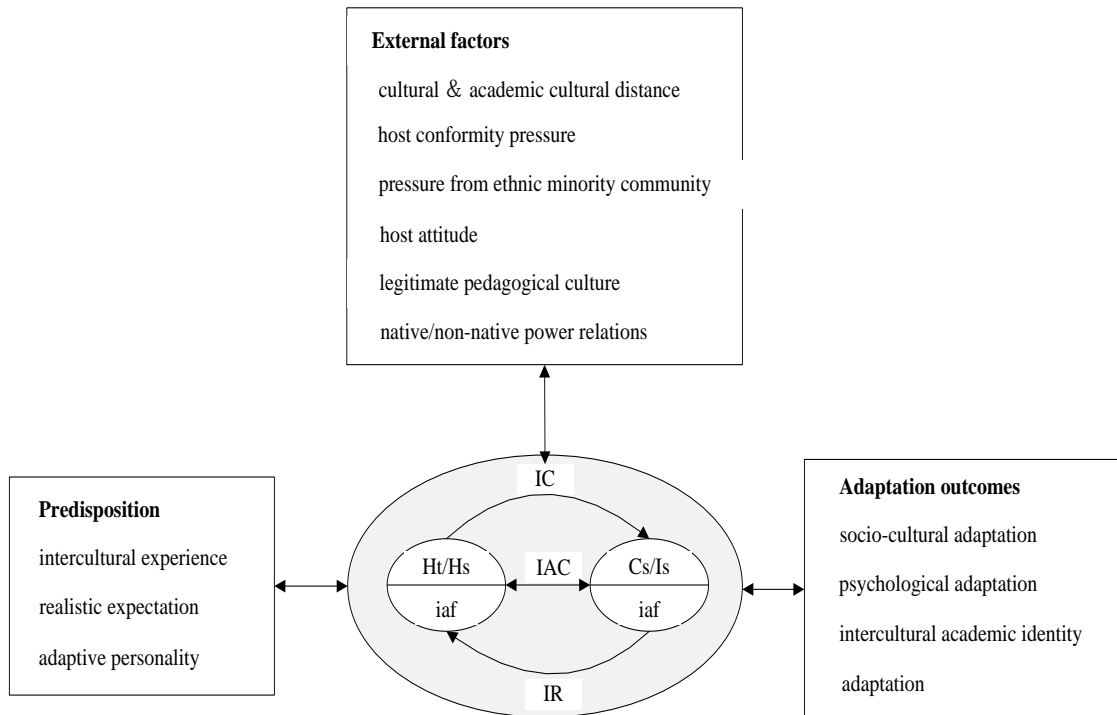 External factors
cultural & academic cultural distance
host conformity pressure
pressure from ethnic minority community
host attitude
legitimate pedagogical culture
native/non-native power relations
Predisposition
intercultural experience
realistic expectation
adaptive personality
IC
Ht/Hs
iaf
IAC
Cs/Is
iaf
IR
Adaptation outcomes
socio-cultural adaptation
psychological adaptation
intercultural academic identity
adaptation